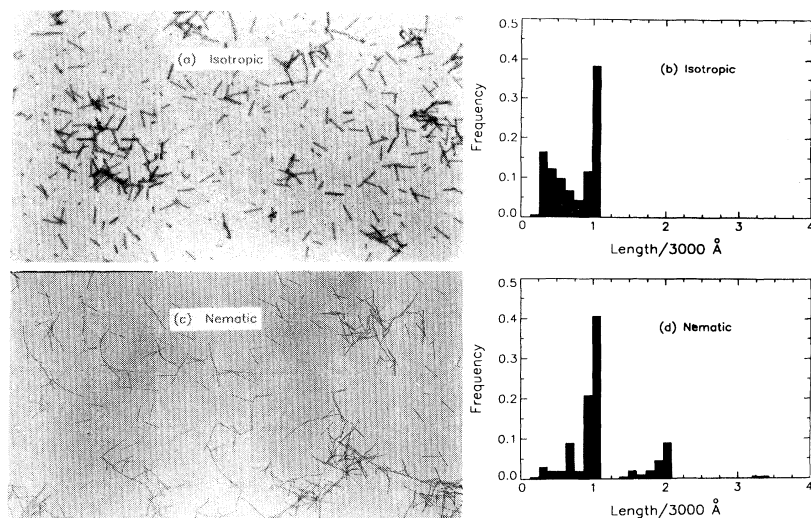 (a) Isotropic
0.5
0.4
0.3
0.2
0.1
0.0
Frequency
(b) Isotropic
0 1 2 3 4
Length/3000 Å
(c) Nematic
0.5
0.4
0.3
0.2
0.1
0.0
Frequency
(d) Nematic
0 1 2 3 4
Length/3000 Å